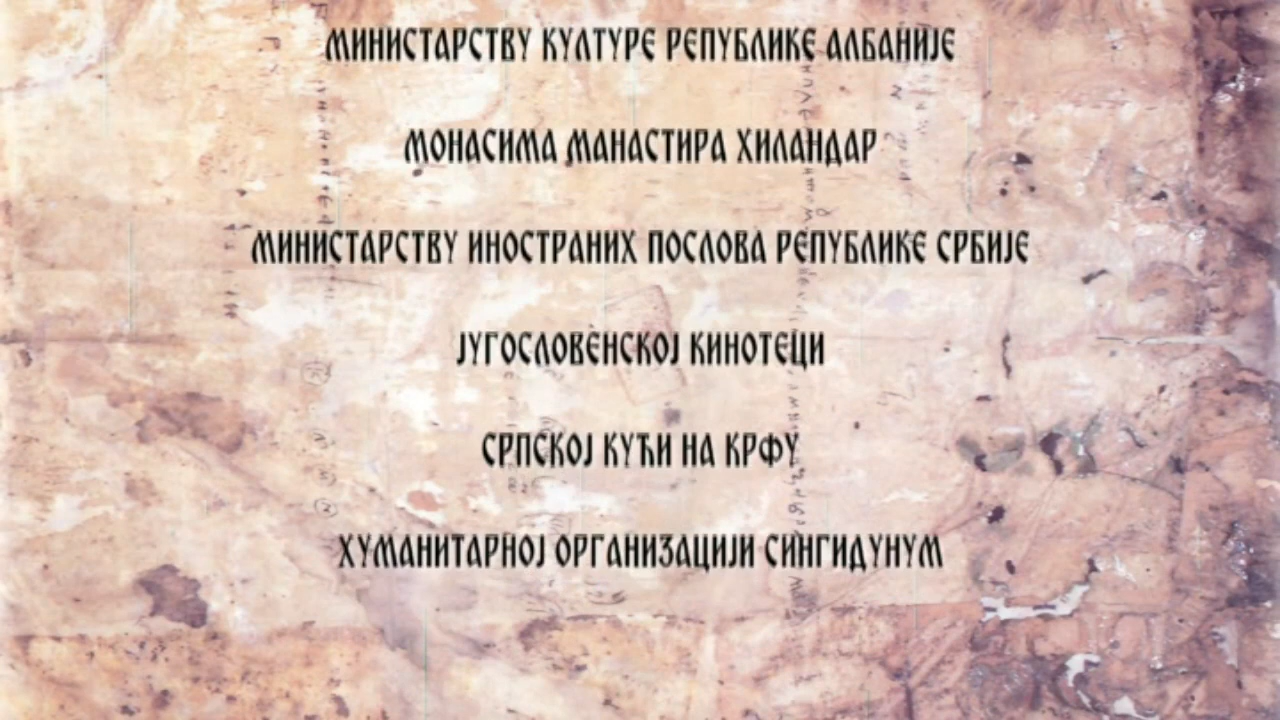 МИНИСТАРСТВУ КУЛТУРЕ РЕПУБЛИКЕ АЛБАНИЈЕ
МОНАСИМА МАНАСТИРА ХИЛАНДАР
МИНИСТАРСТВУ ИНОСТРАНИХ ПОСЛОВА РЕПУБЛИКЕ СРБИЈЕ
ЈУГОСЛОВЕНСКОЈ КИНОТЕЦИ
СРПСКОЈ КУЋИ НА КРФУ
ХУМАНИТАРНОЈ ОРГАНИЗАЦИЈИ СИНГИДУНУМ